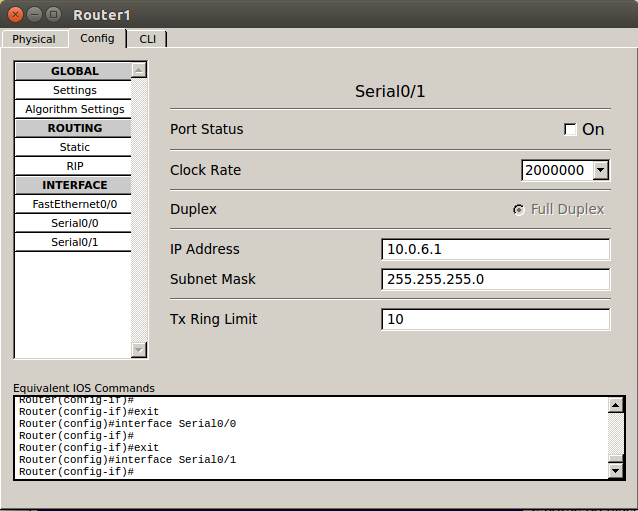 Router1
Physical Config CLI
GLOBAL
Settings
Algorithm Settings
ROUTING
Static
RIP
INTERFACE
FastEthernet0/0
Serial0/0
Serial0/1
Serial0/1
Port Status On
Clock Rate 2000000
Duplex Full Duplex
IP Address 10.0.6.1
Subnet Mask 255.255.255.0
Tx Ring Limit 10
Equivalent IOS Commands
Router(config-if)#
Router(config-if)#exit
Router(config)#interface Serial0/0
Router(config-if)#
Router(config-if)#exit
Router(config)#interface Serial0/1
Router(config-if)#